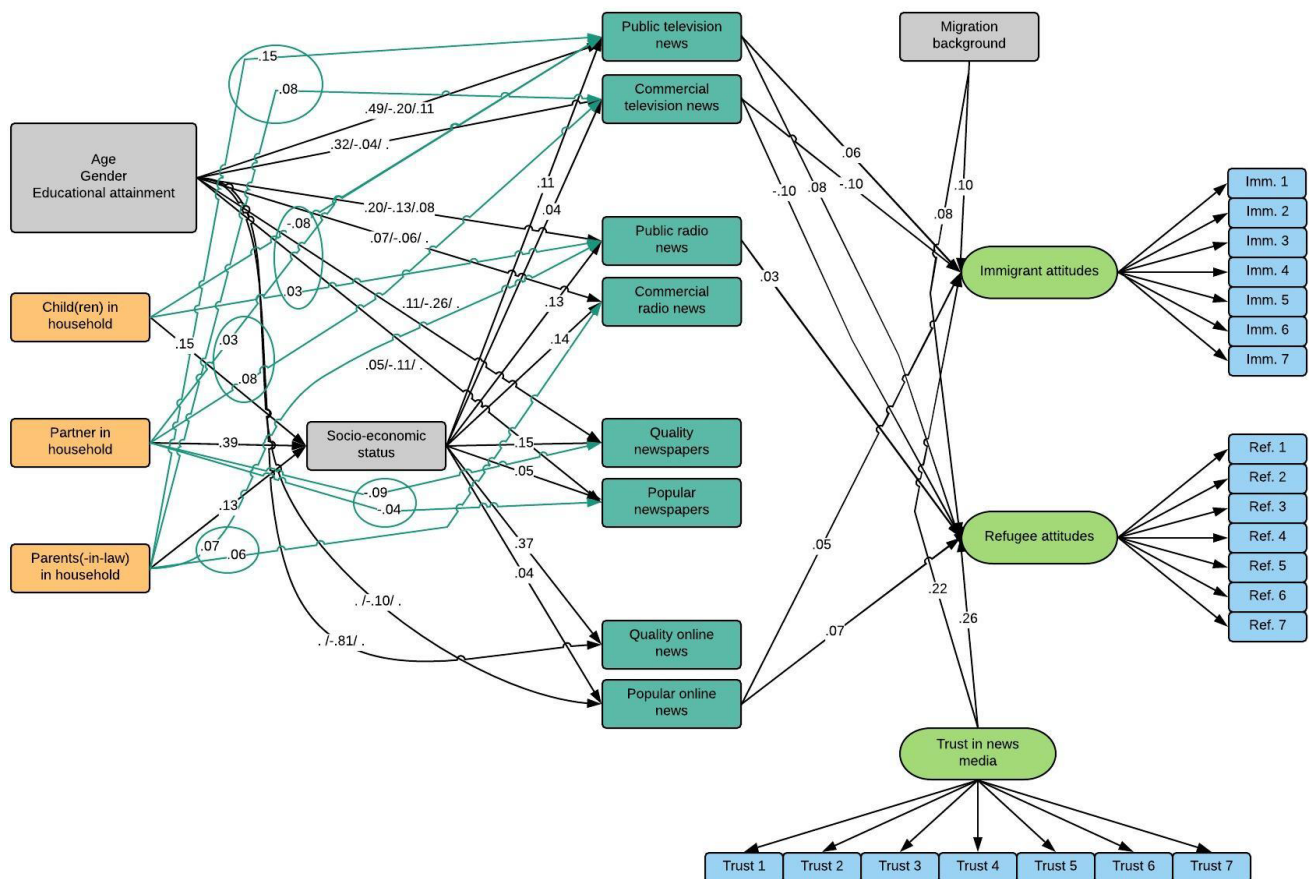 Public television
news
Migration
background
.15
Commercial
television news
.08
.49/-.20/.11
Age
Gender
Educational attainment
.32/-.04/ .
.06
-.10
.08
-.10
.10
Imm. 1
Imm. 2
Imm. 3
Imm. 4
Imm. 5
Imm. 6
Imm. 7
.11
.04
.20/-.13/.08
.08
-.08
.07/-.06/ .
Public radio
news
Immigrant attitudes
.03
Child(ren) in
household
.03
.11/-.26/ .
.13
Commercial
radio news
.15
.03
.14
.05/-.11/ .
-.08
Partner in
household
.39
Socio-economic
status
.15
Quality
newspapers
.05
Ref. 1
Ref. 2
Ref. 3
Ref. 4
Ref. 5
Ref. 6
Ref. 7
-.09
-.04
Popular
newspapers
.13
Refugee attitudes
Parents(-in-law)
in household
.07
.06
.37
.04
.05
.22
.26
. /-.10/ .
. /-.81/ .
.07
Quality online
news
Popular online
news
Trust in news
media
Trust 1
Trust 2
Trust 3
Trust 4
Trust 5
Trust 6
Trust 7